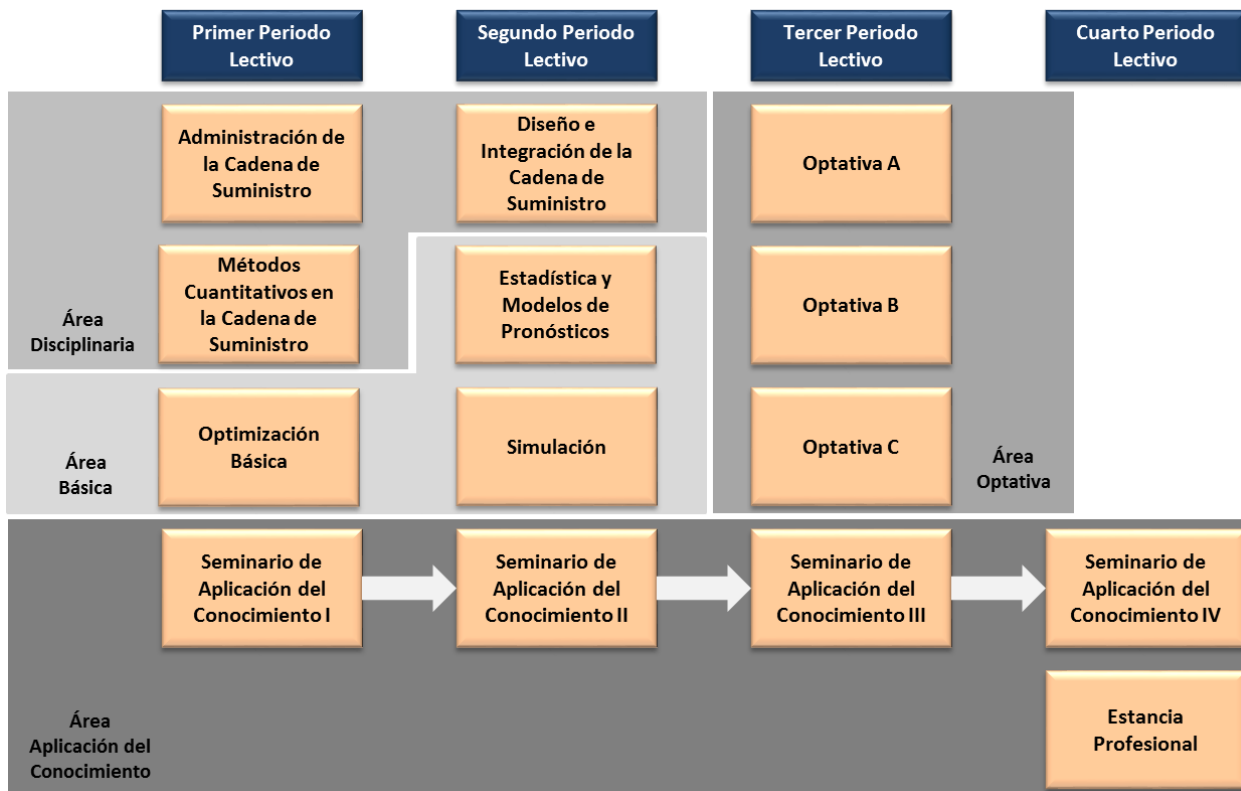 Primer Periodo
Lectivo
Segundo Periodo
Lectivo
Tercer Periodo
Lectivo
Cuarto Periodo
Lectivo
Administración de
la Cadena de
Suministro
Diseño e
Integración de la
Cadena de
Suministro
Optativa A
Métodos
Cuantitativos en
la Cadena de
Suministro
Estadística y
Modelos de
Pronósticos
Optativa B
Área
Disciplinaria
Optimización
Básica
Simulación
Optativa C
Área
Básica
Área
Optativa
Seminario de
Aplicación del
Conocimiento I
Seminario de
Aplicación del
Conocimiento II
Seminario de
Aplicación del
Conocimiento III
Seminario de
Aplicación del
Conocimiento IV
Área
Aplicación del
Conocimiento
Estancia
Profesional